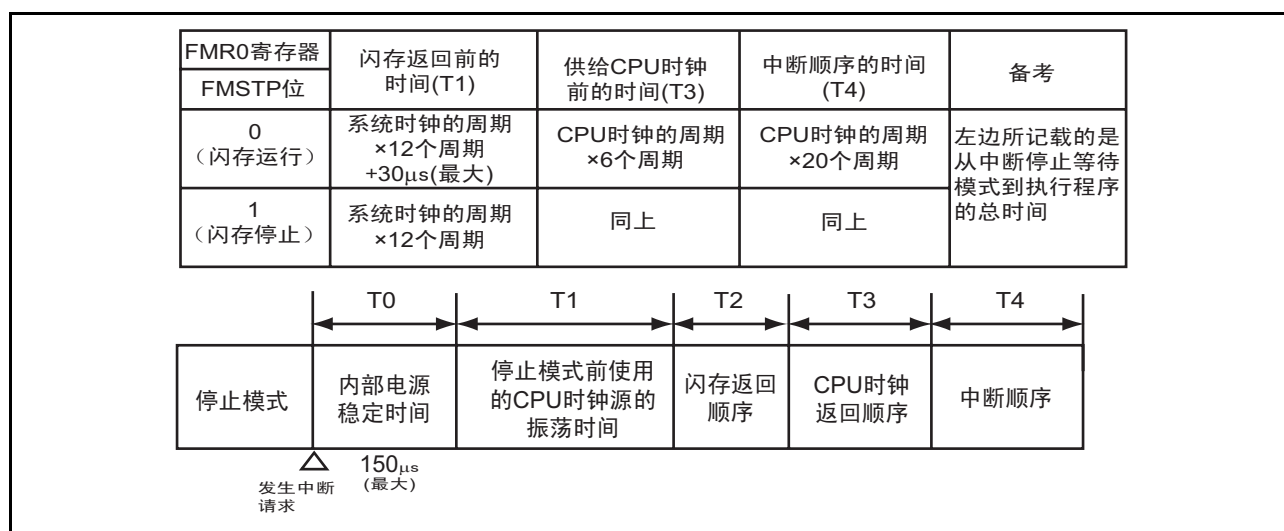 FMR0寄存器
FMSTP位
闪存返回前的
时间(T1)
供给CPU时钟
前的时间(T3)
中断顺序的时间
(T4)
备考
0
（闪存运行）
系统时钟的周期
×12个周期
+30μs(最大)
CPU时钟的周期
×6个周期
CPU时钟的周期
×20个周期
左边所记载的是
从中断停止等待
模式到执行程序
的总时间
1
（闪存停止）
系统时钟的周期
×12个周期
同上
同上
T0
T1
T2
T3
T4
停止模式
内部电源
稳定时间
停止模式前使用
的CPU时钟源的
振荡时间
闪存返回
顺序
CPU时钟
返回顺序
中断顺序
发生中断
请求
150μs
(最大)